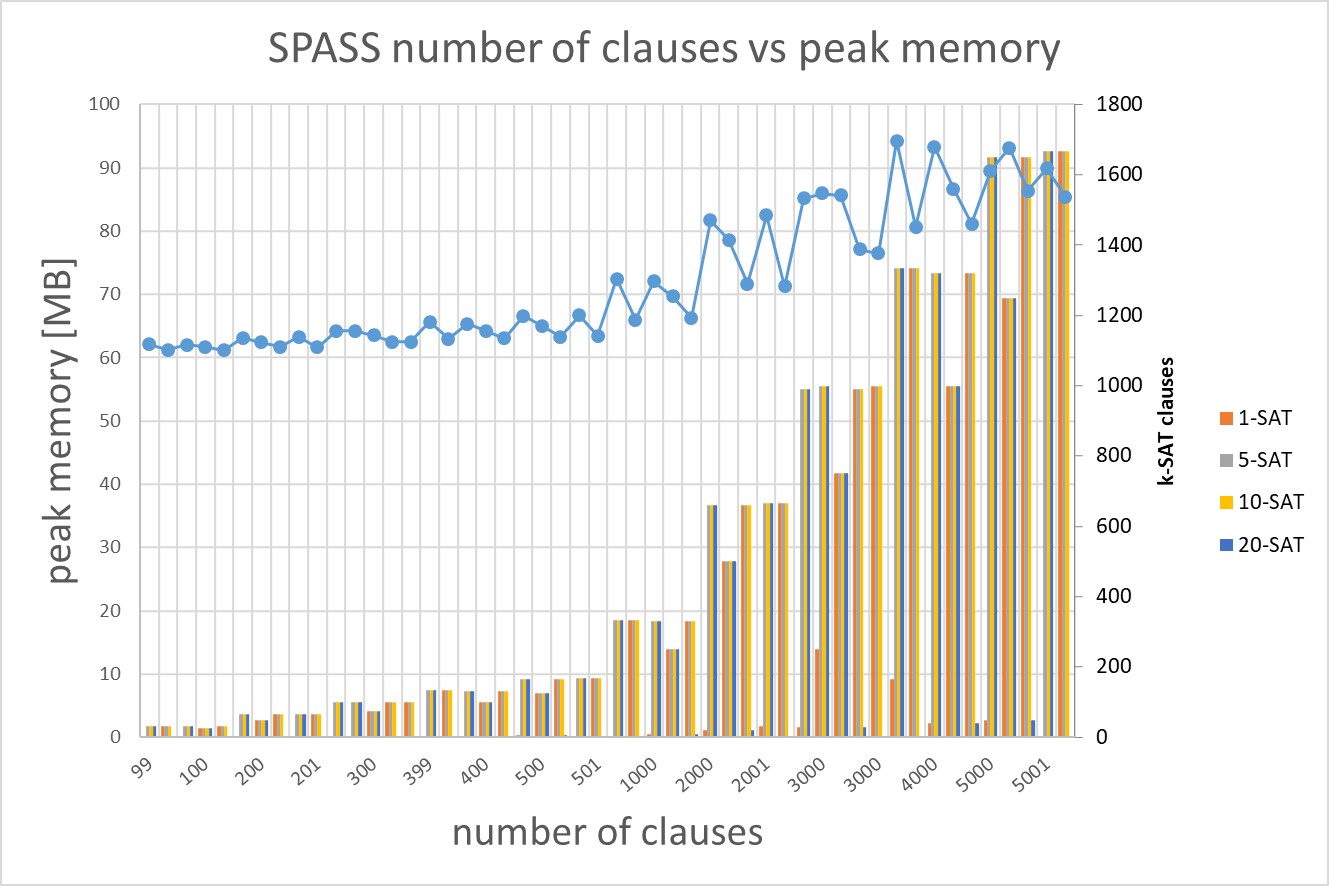 SPASS number of clauses vs peak memory
100
90
80
70
60
50
40
30
20
10
0
peak memory [MB]
1800
1600
1400
1200
1000
800
600
400
200
0
k-SAT clauses
1-SAT
5-SAT
10-SAT
20-SAT
99 100 200 201 300 399 400 500 501 1000 2000 2001 3000 3000 4000 5000 5001
number of clauses